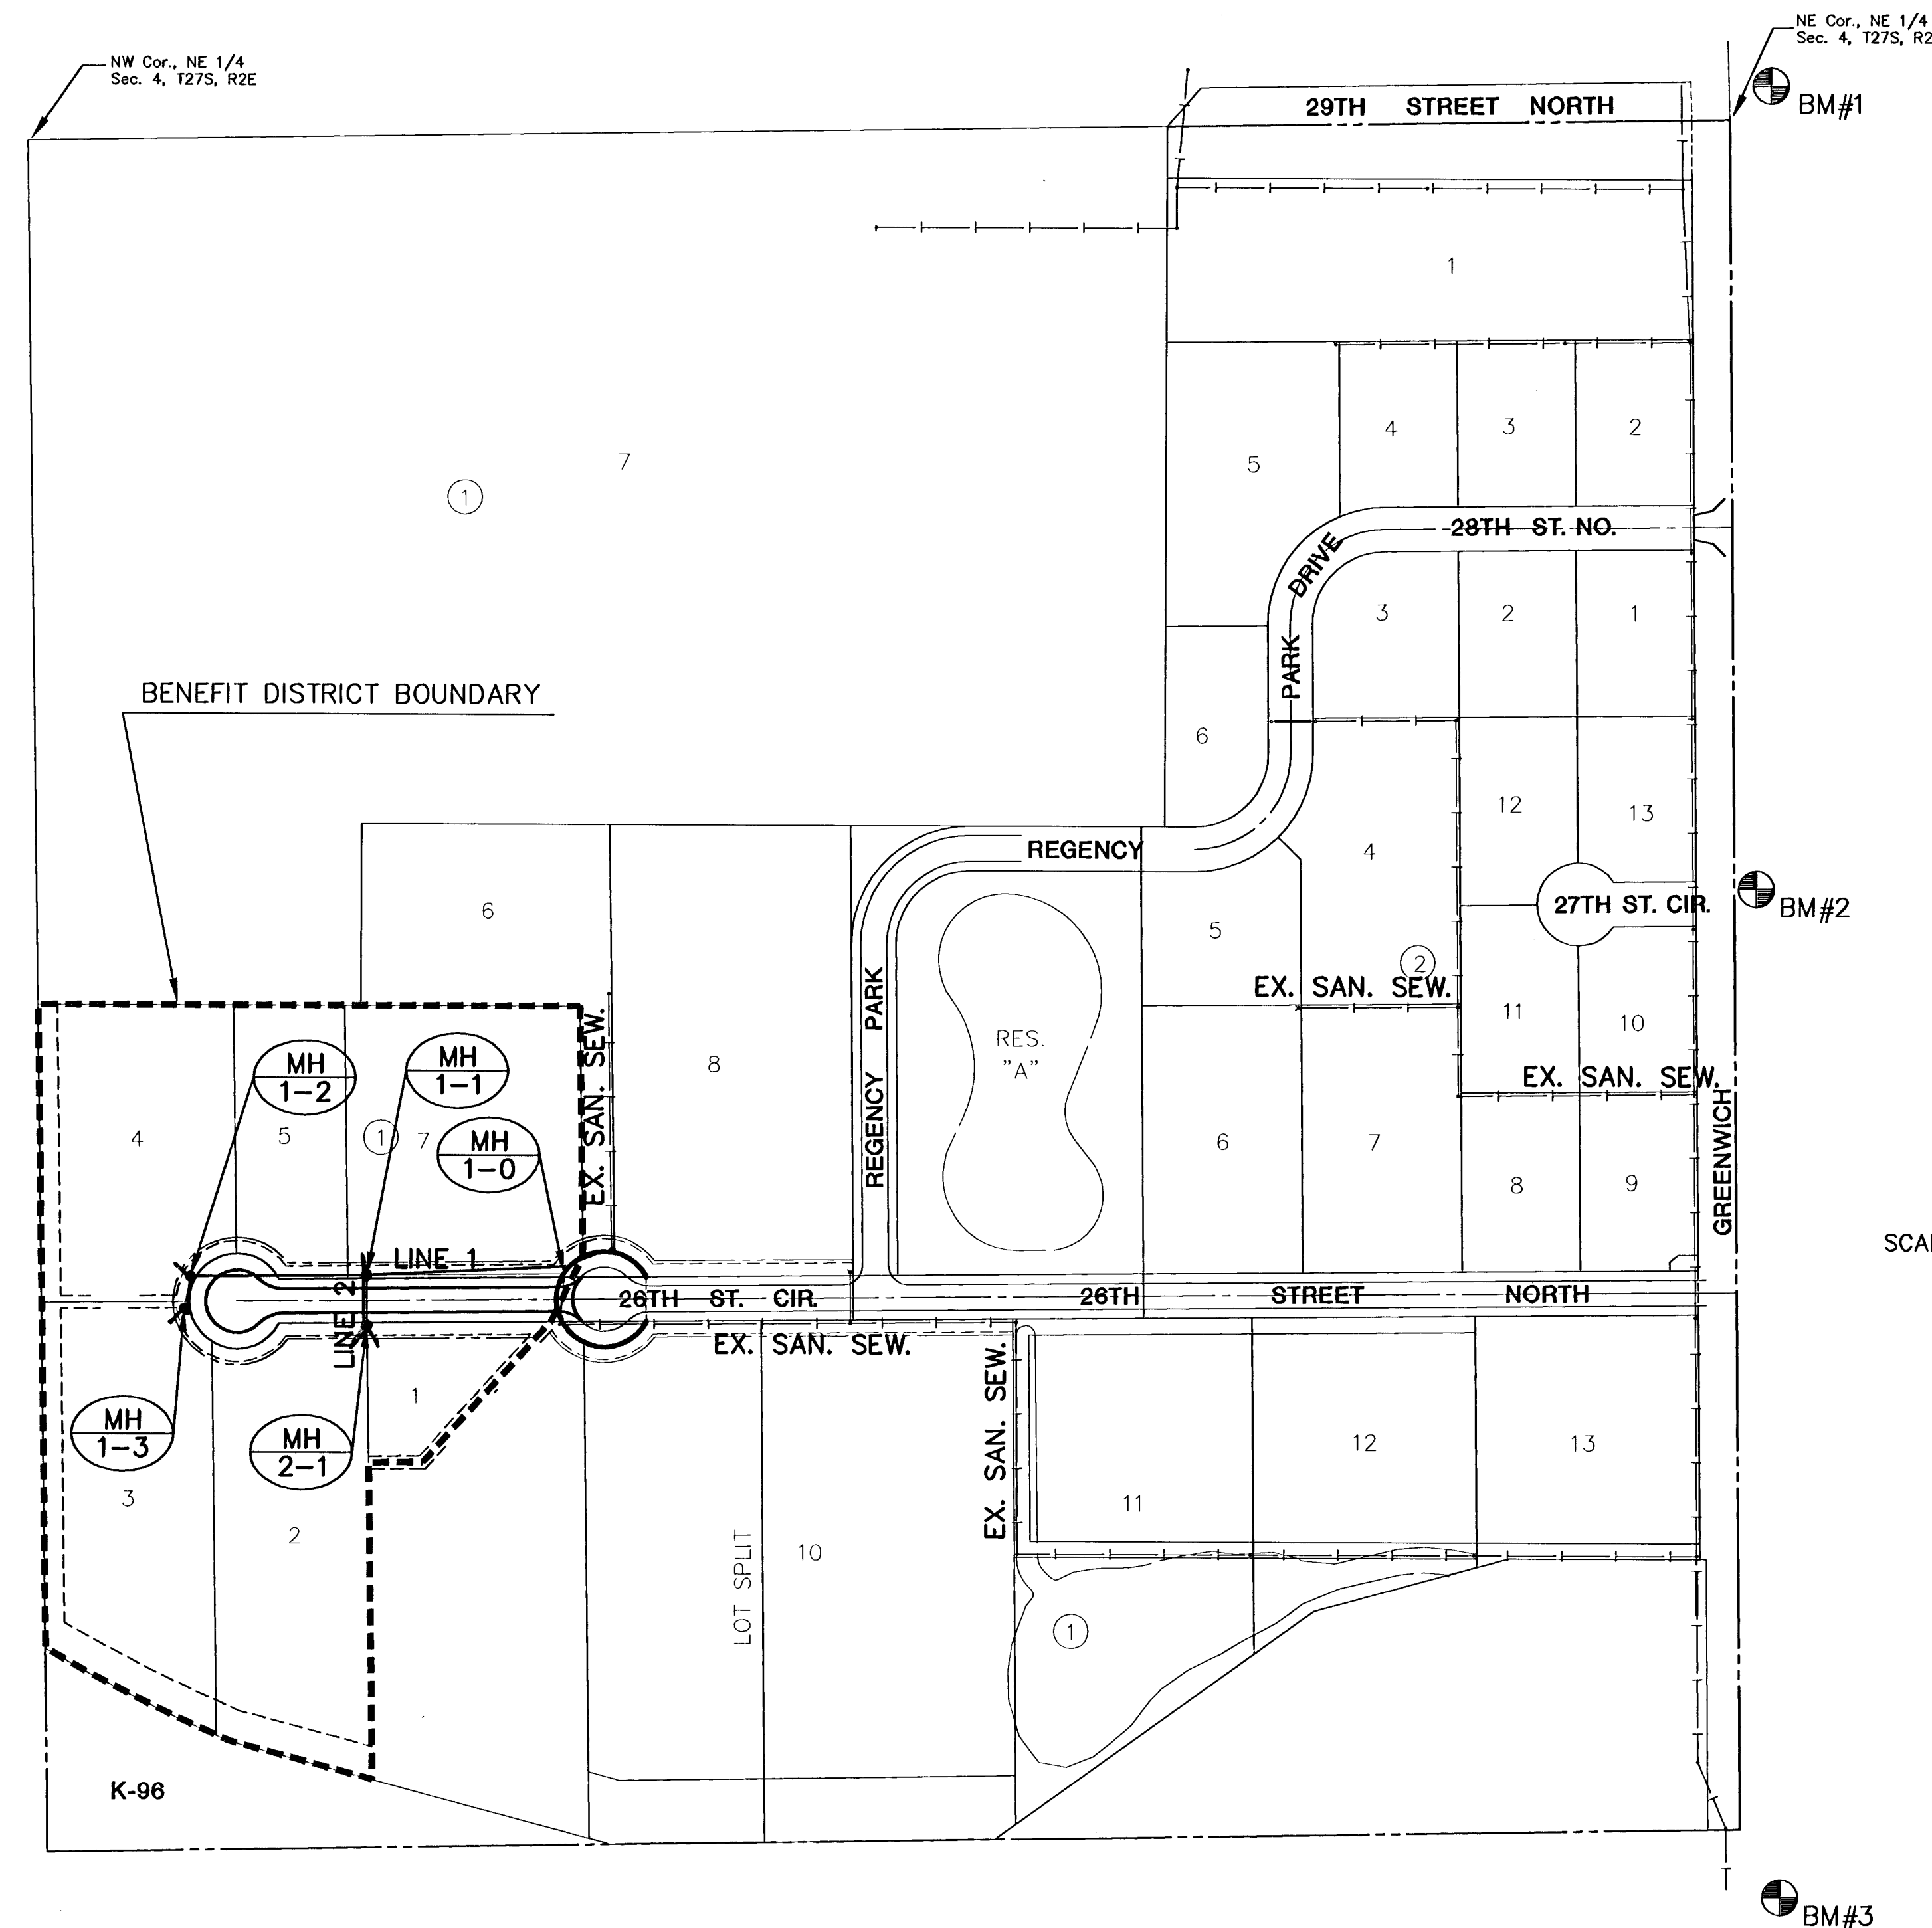 NW Cor., NE 1/4
Sec. 4, T27S, R2E
NE Cor., NE 1/4
Sec. 4, T27S, R2
BM#1
29TH STREET NORTH
1
7
1
5
4
3
2
28TH ST. NO.
PARK DRIVE
3
2
1
BENEFIT DISTRICT BOUNDARY
6
12
13
4
REGENCY
6
27TH ST. CIR.
BM#2
5
2
EX. SAN. SEW.
REGENCY PARK
RES.
"A"
11
10
8
EX. SAN. SEW.
EX. SAN. SEW.
MH
1-2
MH
1-1
4
5
1
7
MH
1-0
6
7
8
9
GREENWICH
SCA
LINE 1
LINE 2
26TH ST. CIR.
26TH STREET NORTH
EX. SAN. SEW.
EX. SAN. SEW.
1
MH
1-3
MH
2-1
3
2
LOT SPLIT
10
11
12
13
1
K-96
BM#3